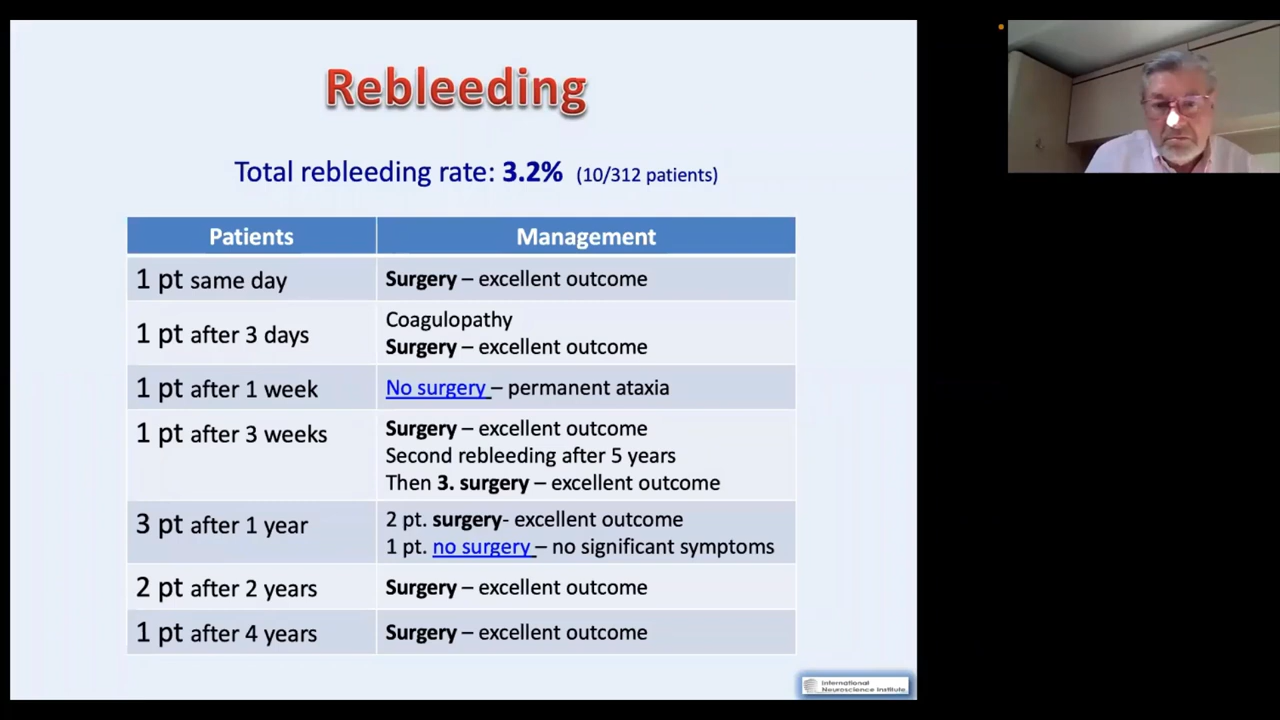 Rebleeding
Total rebleeding rate: 3.2% (10/312 patients)
Patients Management
1 pt same day
Surgery – excellent outcome
1 pt after 3 days
Coagulopathy
Surgery – excellent outcome
1 pt after 1 week
No surgery – permanent ataxia
1 pt after 3 weeks
Surgery – excellent outcome
Second rebleeding after 5 years
Then 3. surgery – excellent outcome
3 pt after 1 year
2 pt. surgery- excellent outcome
1 pt. no surgery – no significant symptoms
2 pt after 2 years
Surgery – excellent outcome
1 pt after 4 years
Surgery – excellent outcome
International
Neuroscience Institute